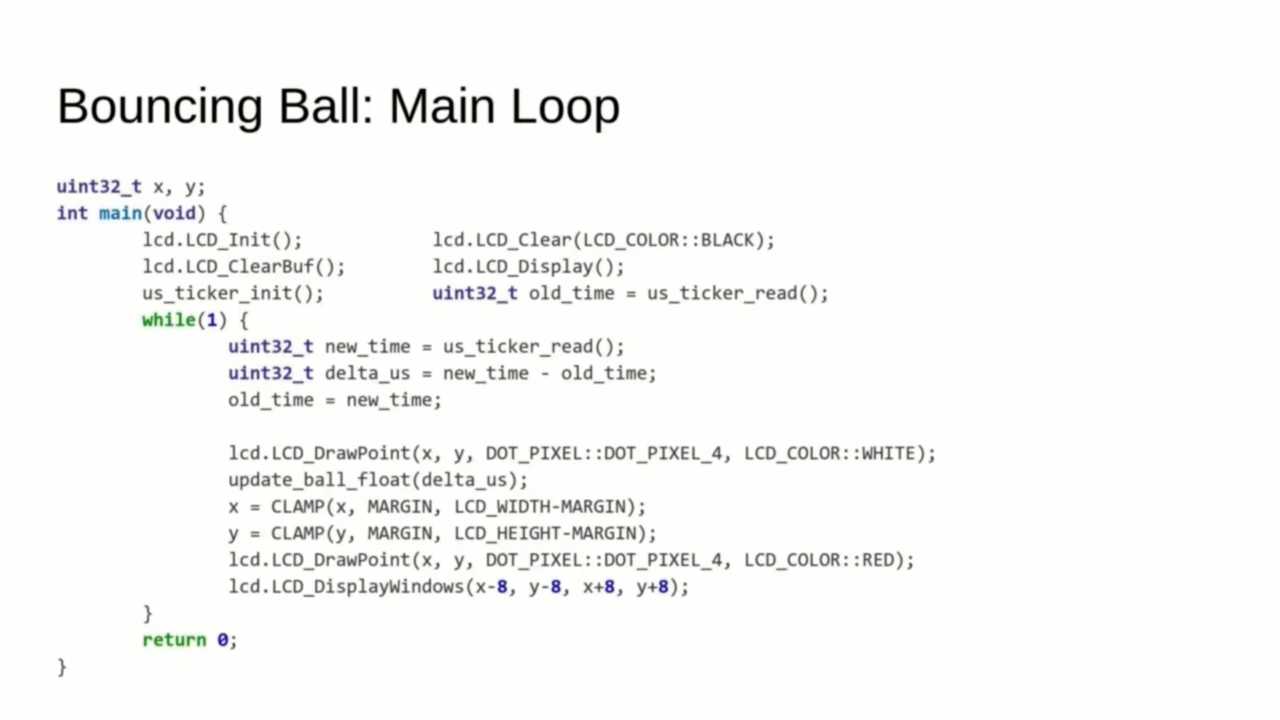 Bouncing Ball: Main Loop
uint32_t x, y;
int main(void) {
lcd.LCD_Init(); lcd.LCD_Clear(LCD_COLOR::BLACK);
lcd.LCD_ClearBuf(); lcd.LCD_Display();
us_ticker_init(); uint32_t old_time = us_ticker_read();
while(1) {
uint32_t new_time = us_ticker_read();
uint32_t delta_us = new_time - old_time;
old_time = new_time;
lcd.LCD_DrawPoint(x, y, DOT_PIXEL::DOT_PIXEL_4, LCD_COLOR::WHITE);
update_ball_float(delta_us);
x = CLAMP(x, MARGIN, LCD_WIDTH-MARGIN);
y = CLAMP(y, MARGIN, LCD_HEIGHT-MARGIN);
lcd.LCD_DrawPoint(x, y, DOT_PIXEL::DOT_PIXEL_4, LCD_COLOR::RED);
lcd.LCD_DisplayWindows(x-8, y-8, x+8, y+8);
}
return 0;
}